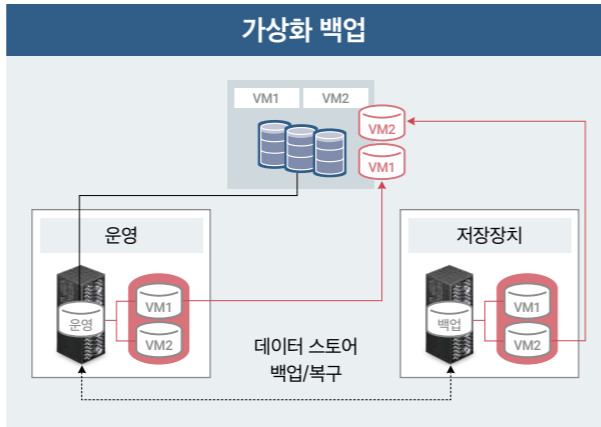 가상화 백업
VM1 VM2
VM2
VM1
운영
저장장치
운영
VM1
VM2
백업
VM1
VM2
데이터 스토어
백업/복구